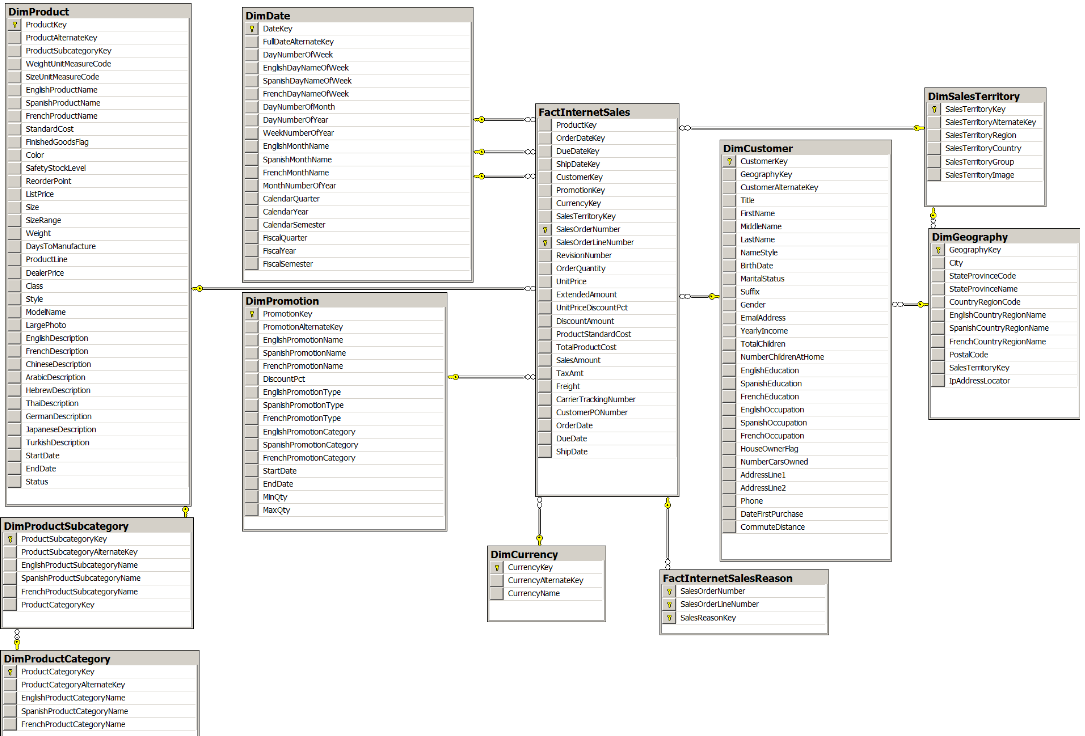 DimProduct
ProductKey
ProductAlternateKey
ProductSubcategoryKey
WeightUnitMeasureCode
SizeUnitMeasureCode
EnglishProductName
SpanishProductName
FrenchProductName
StandardCost
FinishedGoodsFlag
Color
SafetyStockLevel
ReorderPoint
ListPrice
Size
SizeRange
Weight
DaysToManufacture
ProductLine
DealerPrice
Class
Style
ModelName
LargePhoto
EnglishDescription
FrenchDescription
ChineseDescription
ArabicDescription
HebrewDescription
ThaiDescription
GermanDescription
JapaneseDescription
TurkishDescription
StartDate
EndDate
Status
DimProductSubcategory
ProductSubcategoryKey
ProductSubcategoryAlternateKey
EnglishProductSubcategoryName
SpanishProductSubcategoryName
FrenchProductSubcategoryName
ProductCategoryKey
DimProductCategory
ProductCategoryKey
ProductCategoryAlternateKey
EnglishProductCategoryName
SpanishProductCategoryName
FrenchProductCategoryName
DimDate
DateKey
FullDateAlternateKey
DayNumberOfWeek
EnglishDayNameOfWeek
SpanishDayNameOfWeek
FrenchDayNameOfWeek
DayNumberOfMonth
DayNumberOfYear
WeekNumberOfYear
EnglishMonthName
SpanishMonthName
FrenchMonthName
MonthNumberOfYear
CalendarQuarter
CalendarYear
CalendarSemester
FiscalQuarter
FiscalYear
FiscalSemester
DimPromotion
PromotionKey
PromotionAlternateKey
EnglishPromotionName
SpanishPromotionName
FrenchPromotionName
DiscountPct
EnglishPromotionType
SpanishPromotionType
FrenchPromotionType
EnglishPromotionCategory
SpanishPromotionCategory
FrenchPromotionCategory
StartDate
EndDate
MinQty
MaxQty
FactInternetSales
ProductKey
OrderDateKey
DueDateKey
ShipDateKey
CustomerKey
PromotionKey
CurrencyKey
SalesTerritoryKey
SalesOrderNumber
SalesOrderLineNumber
RevisionNumber
OrderQuantity
UnitPrice
ExtendedAmount
UnitPriceDiscountPct
DiscountAmount
ProductStandardCost
TotalProductCost
SalesAmount
TaxAmt
Freight
CarrierTrackingNumber
CustomerPONumber
OrderDate
DueDate
ShipDate
DimCurrency
CurrencyKey
CurrencyAlternateKey
CurrencyName
FactInternetSalesReason
SalesOrderNumber
SalesOrderLineNumber
SalesReasonKey
DimCustomer
CustomerKey
GeographyKey
CustomerAlternateKey
Title
FirstName
MiddleName
LastName
NameStyle
BirthDate
MaritalStatus
Suffix
Gender
EmailAddress
YearlyIncome
TotalChildren
NumberChildrenAtHome
EnglishEducation
SpanishEducation
FrenchEducation
EnglishOccupation
SpanishOccupation
FrenchOccupation
HouseOwnerFlag
NumberCarsOwned
AddressLine1
AddressLine2
Phone
DateFirstPurchase
CommuteDistance
DimSalesTerritory
SalesTerritoryKey
SalesTerritoryAlternateKey
SalesTerritoryRegion
SalesTerritoryCountry
SalesTerritoryGroup
SalesTerritoryImage
DimGeography
GeographyKey
City
StateProvinceCode
StateProvinceName
CountryRegionCode
EnglishCountryRegionName
SpanishCountryRegionName
FrenchCountryRegionName
PostalCode
SalesTerritoryKey
IpAddressLocator